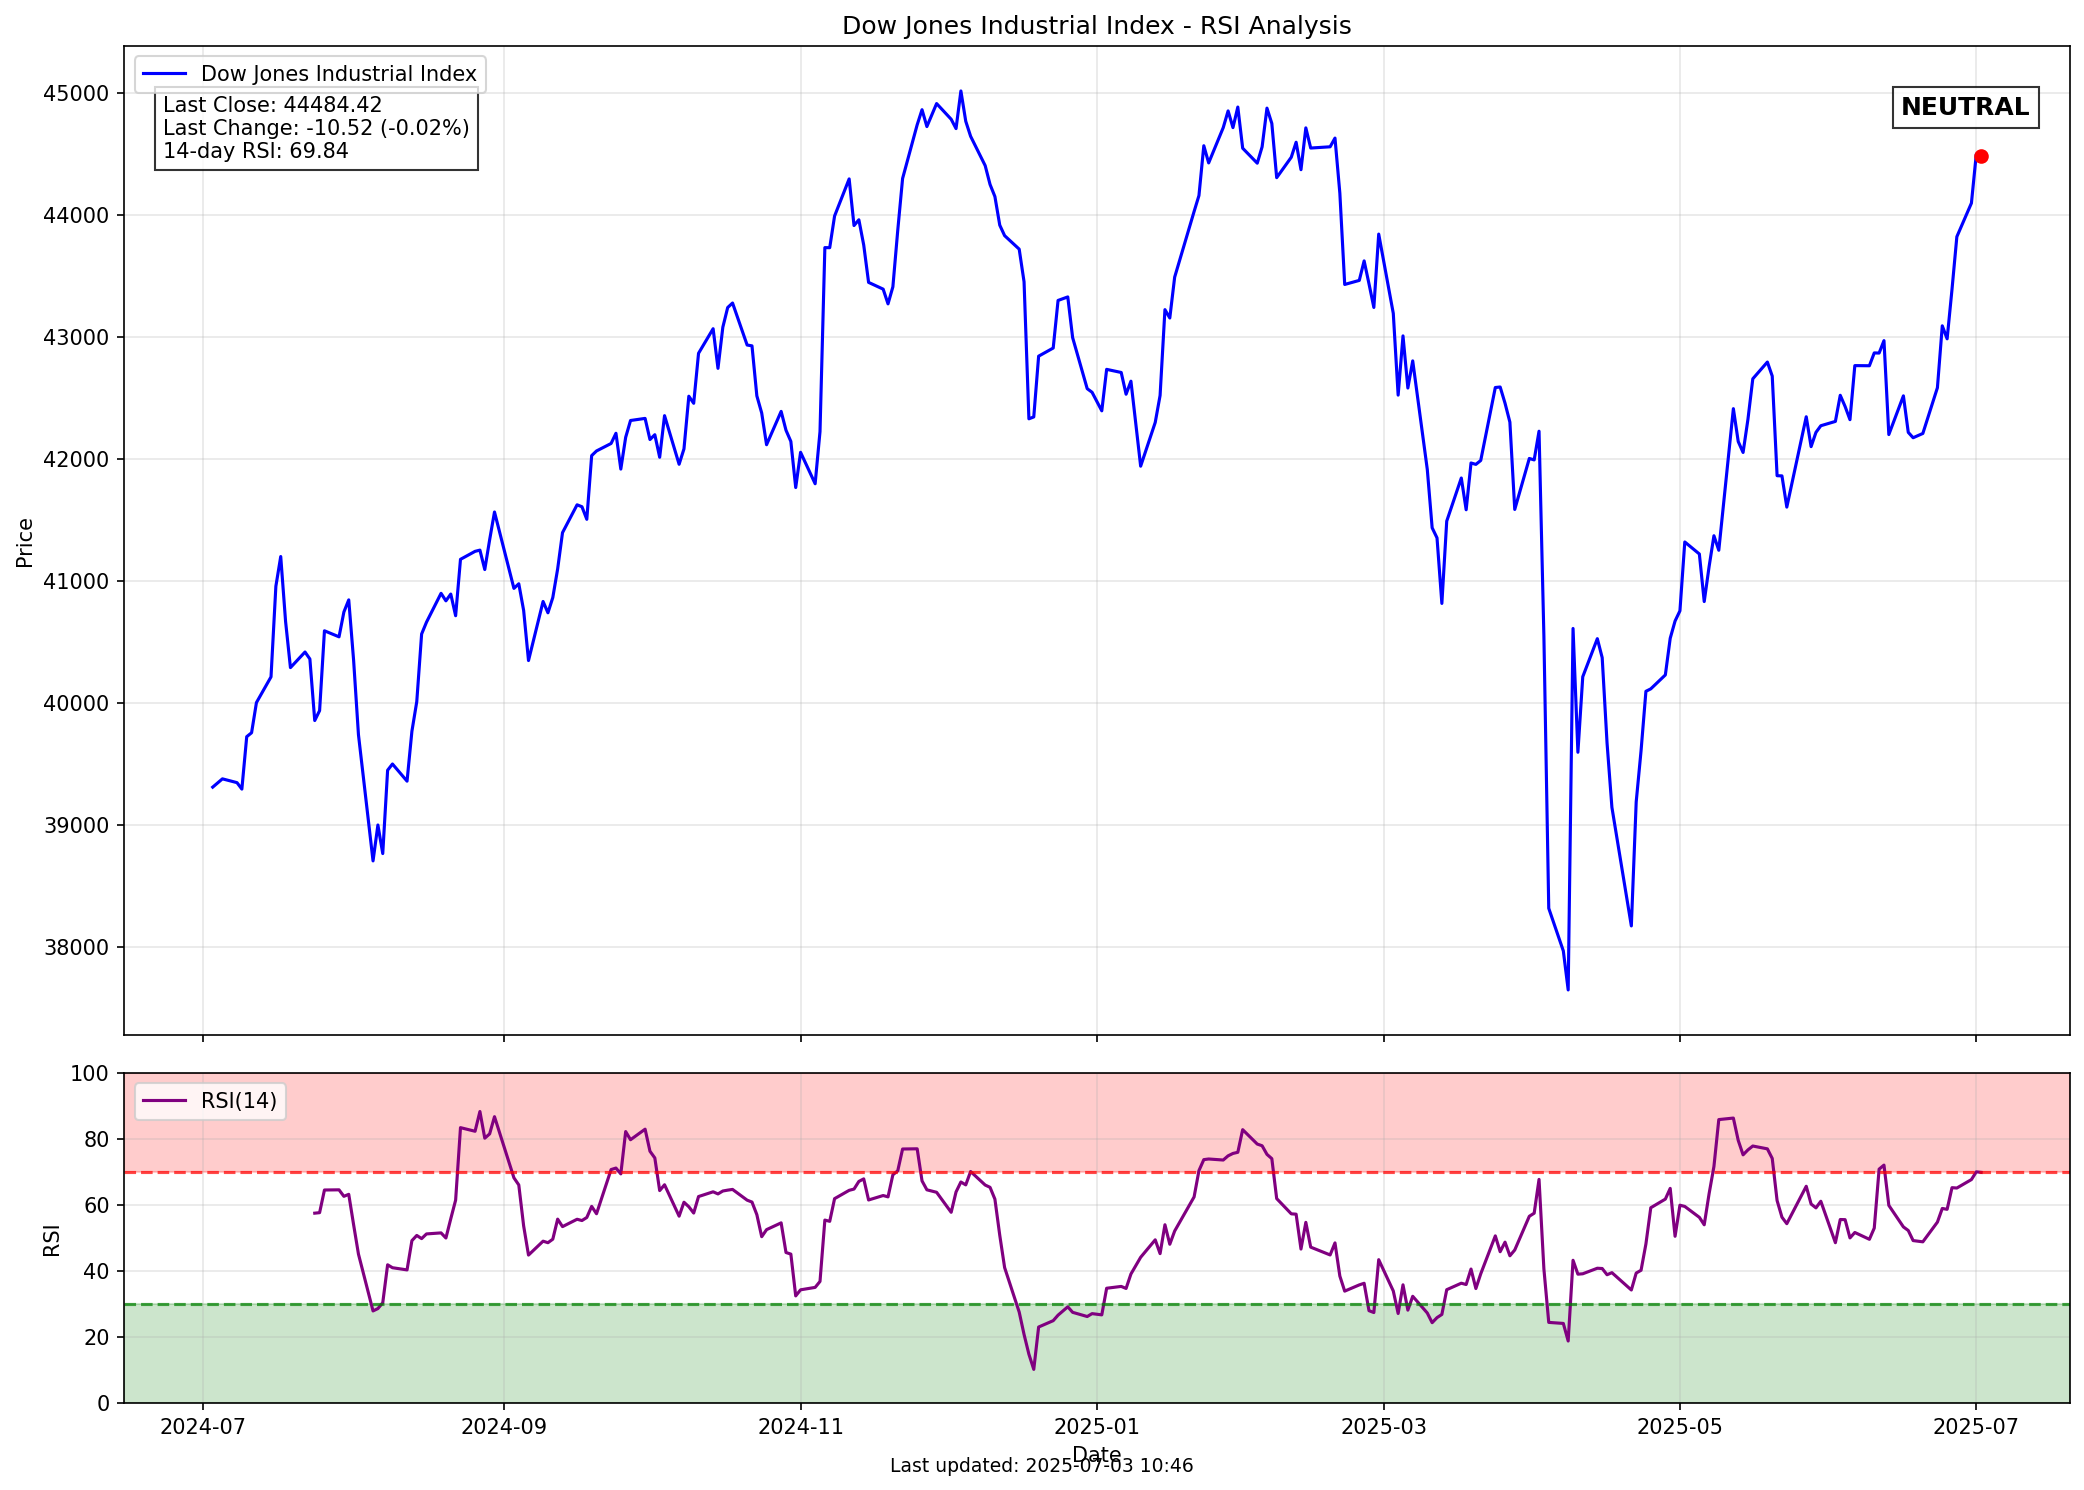 Dow Jones Industrial Index - RSI Analysis
Dow Jones Industrial Index
Last Close: 44484.42
Last Change: -10.52 (-0.02%)
14-day RSI: 69.84
NEUTRAL
45000
44000
43000
42000
41000
40000
39000
38000
Price
RSI(14)
100
80
60
40
20
0
RSI
2024-07
2024-09
2024-11
2025-01
2025-03
2025-05
2025-07
Date
Last updated: 2025-07-03 10:46